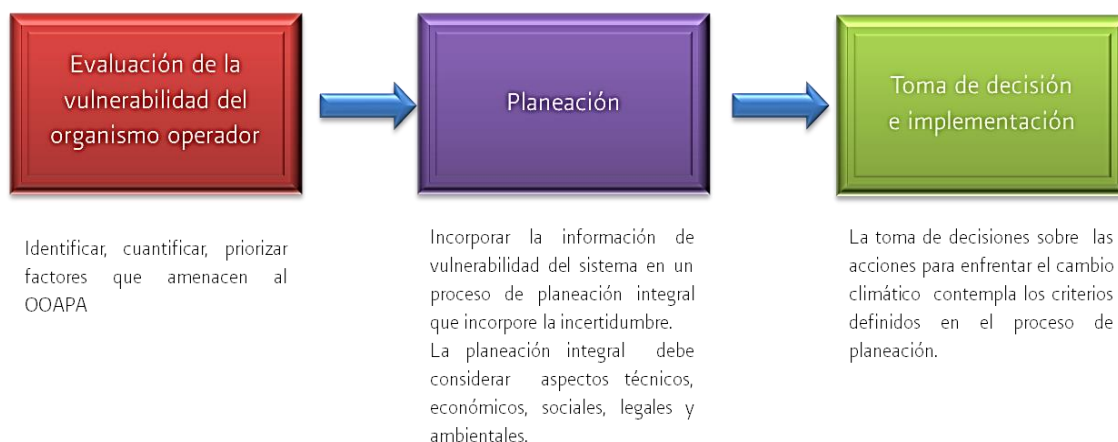 Evaluación de la
vulnerabilidad del
organismo operador
Planeación
Toma de decisión
e implementación
Identificar, cuantificar, priorizar
factores que amenacen al
OOAPA
Incorporar la información de
vulnerabilidad del sistema en un
proceso de planeación integral
que incorpore la incertidumbre.
La planeación integral debe
considerar aspectos técnicos,
económicos, sociales, legales y
ambientales.
La toma de decisiones sobre las
acciones para enfrentar el cambio
climático contempla los criterios
definidos en el proceso de
planeación.